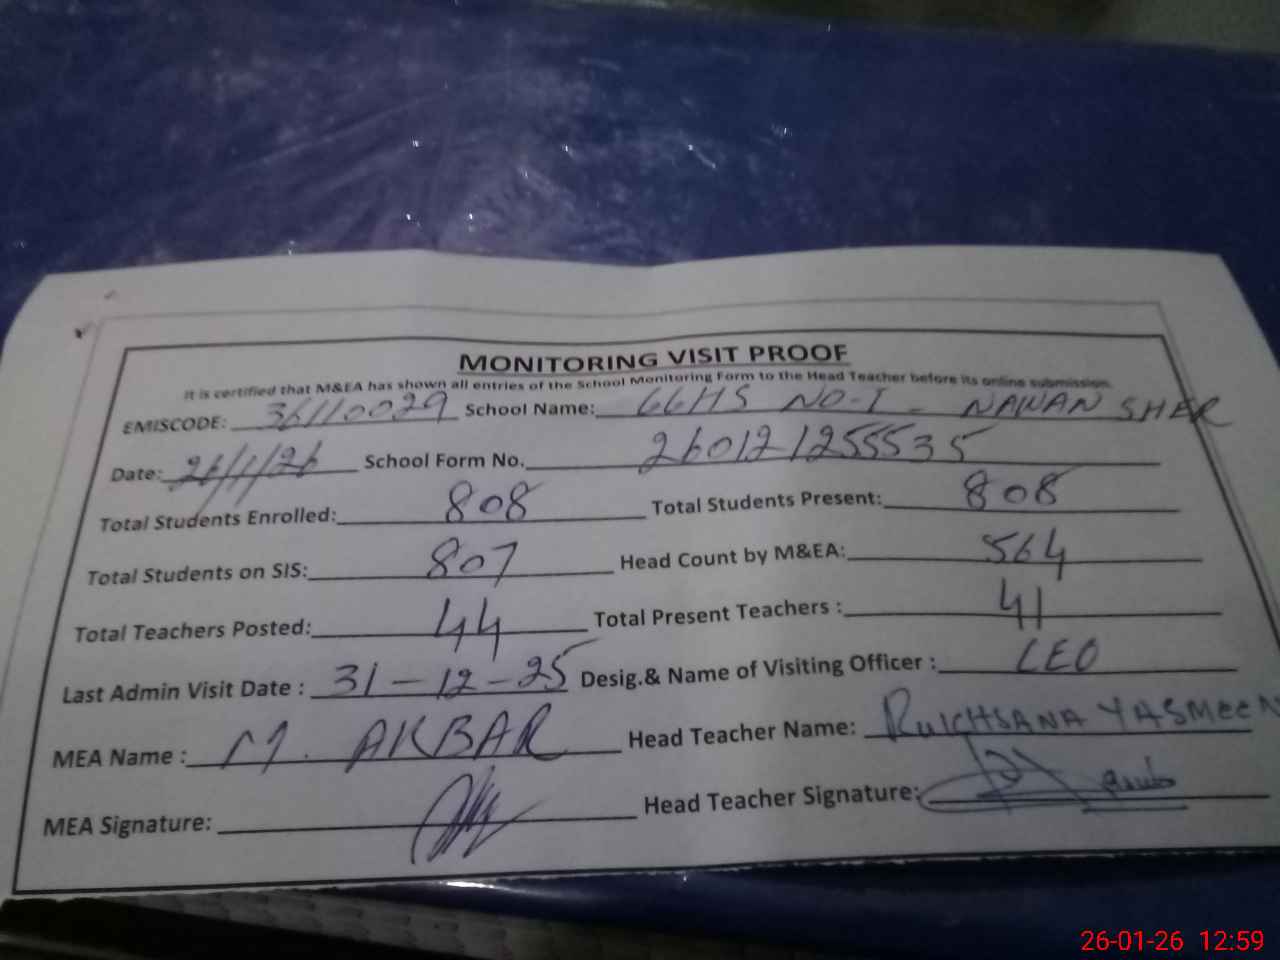 MONITORING VISIT PROOF
It is certified that M&EA has shown all entries of the School Monitoring Form to the Head Teacher before its online submission.
EMISCODE: 36110029 School Name: GGHS NO-I - NAWAN SHER
Date: 26/1/26 School Form No. 260121255535
Total Students Enrolled: 808 Total Students Present: 808
Total Students on SIS: 807 Head Count by M&EA: 564
Total Teachers Posted: 44 Total Present Teachers : 41
Last Admin Visit Date : 31-12-25 Desig.& Name of Visiting Officer : CEO
MEA Name : M. AKBAR Head Teacher Name: RUKHSANA YASMEEN
MEA Signature: Head Teacher Signature:
26-01-26 12:59